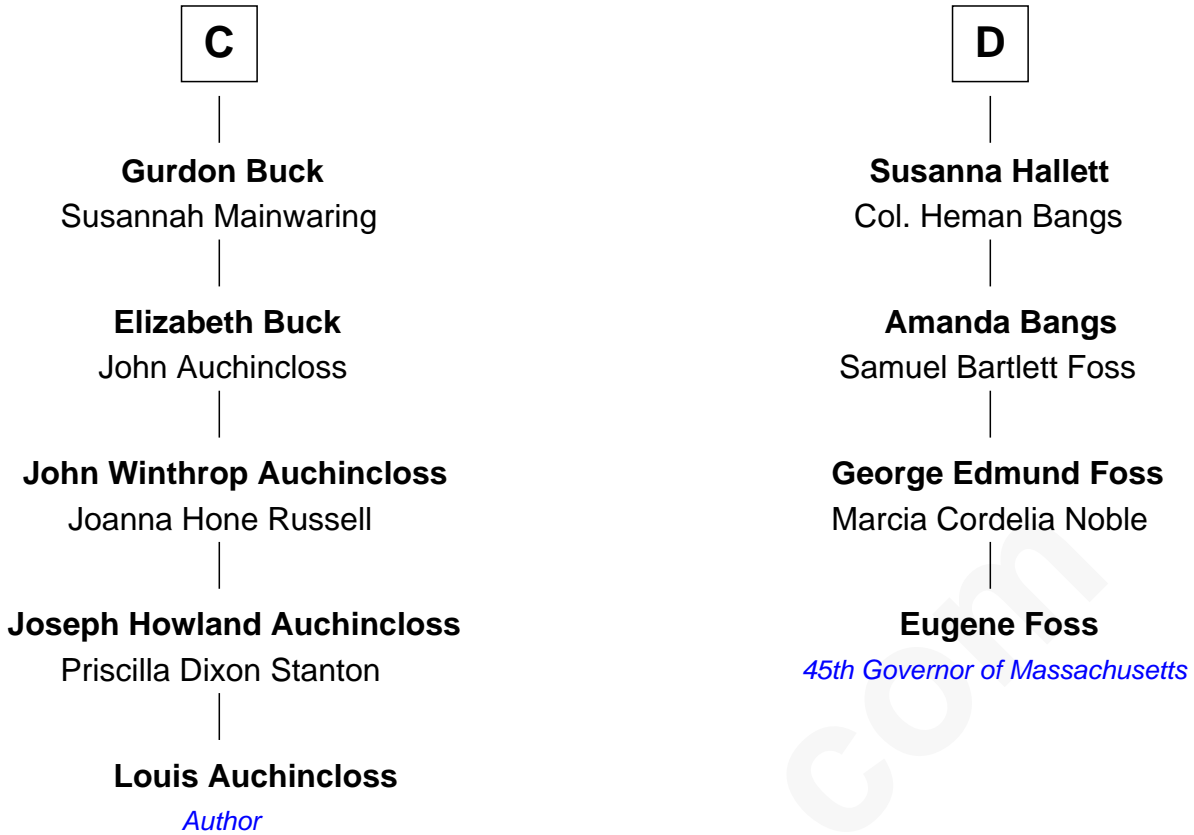 C
Gurdon Buck
Susannah Mainwaring
Elizabeth Buck
John Auchincloss
John Winthrop Auchincloss
Joanna Hone Russell
Joseph Howland Auchincloss
Priscilla Dixon Stanton
Louis Auchincloss
Author
D
Susanna Hallett
Col. Heman Bangs
Amanda Bangs
Samuel Bartlett Foss
George Edmund Foss
Marcia Cordelia Noble
Eugene Foss
45th Governor of Massachusetts
com